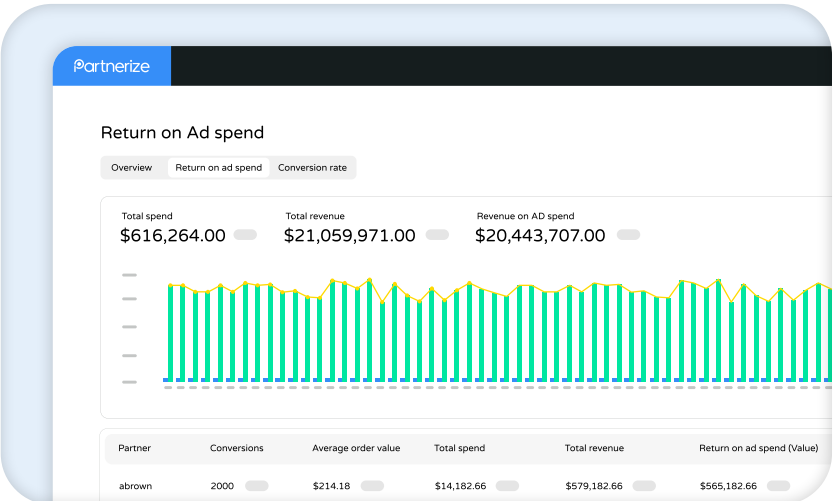 Partnerize
Return on Ad spend
Overview Return on ad spend Conversion rate
Total spend Total revenue Revenue on AD spend
$616,264.00 $21,059,971.00 $20,443,707.00
Partner Conversions Average order value Total spend Total revenue Return on ad spend (Value)
abrown 2000 $214.18 $14,182.66 $579,182.66 $565,182.66